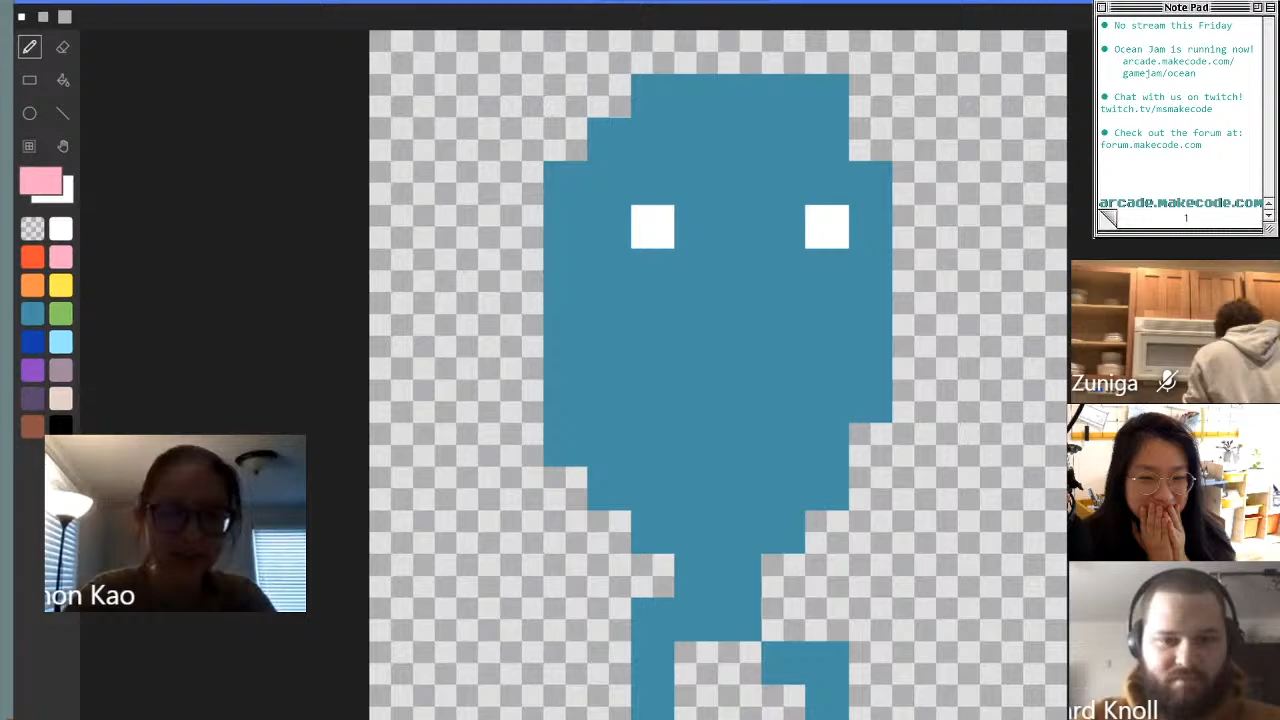 Note Pad
No stream this Friday
Ocean Jam is running now!
arcade.makecode.com/
gamejam/ocean
Chat with us on twitch!
twitch.tv/msmakecode
Check out the forum at:
forum.makecode.com
arcade.makecode.com
1
Zuniga
non Kao
rd Knoll